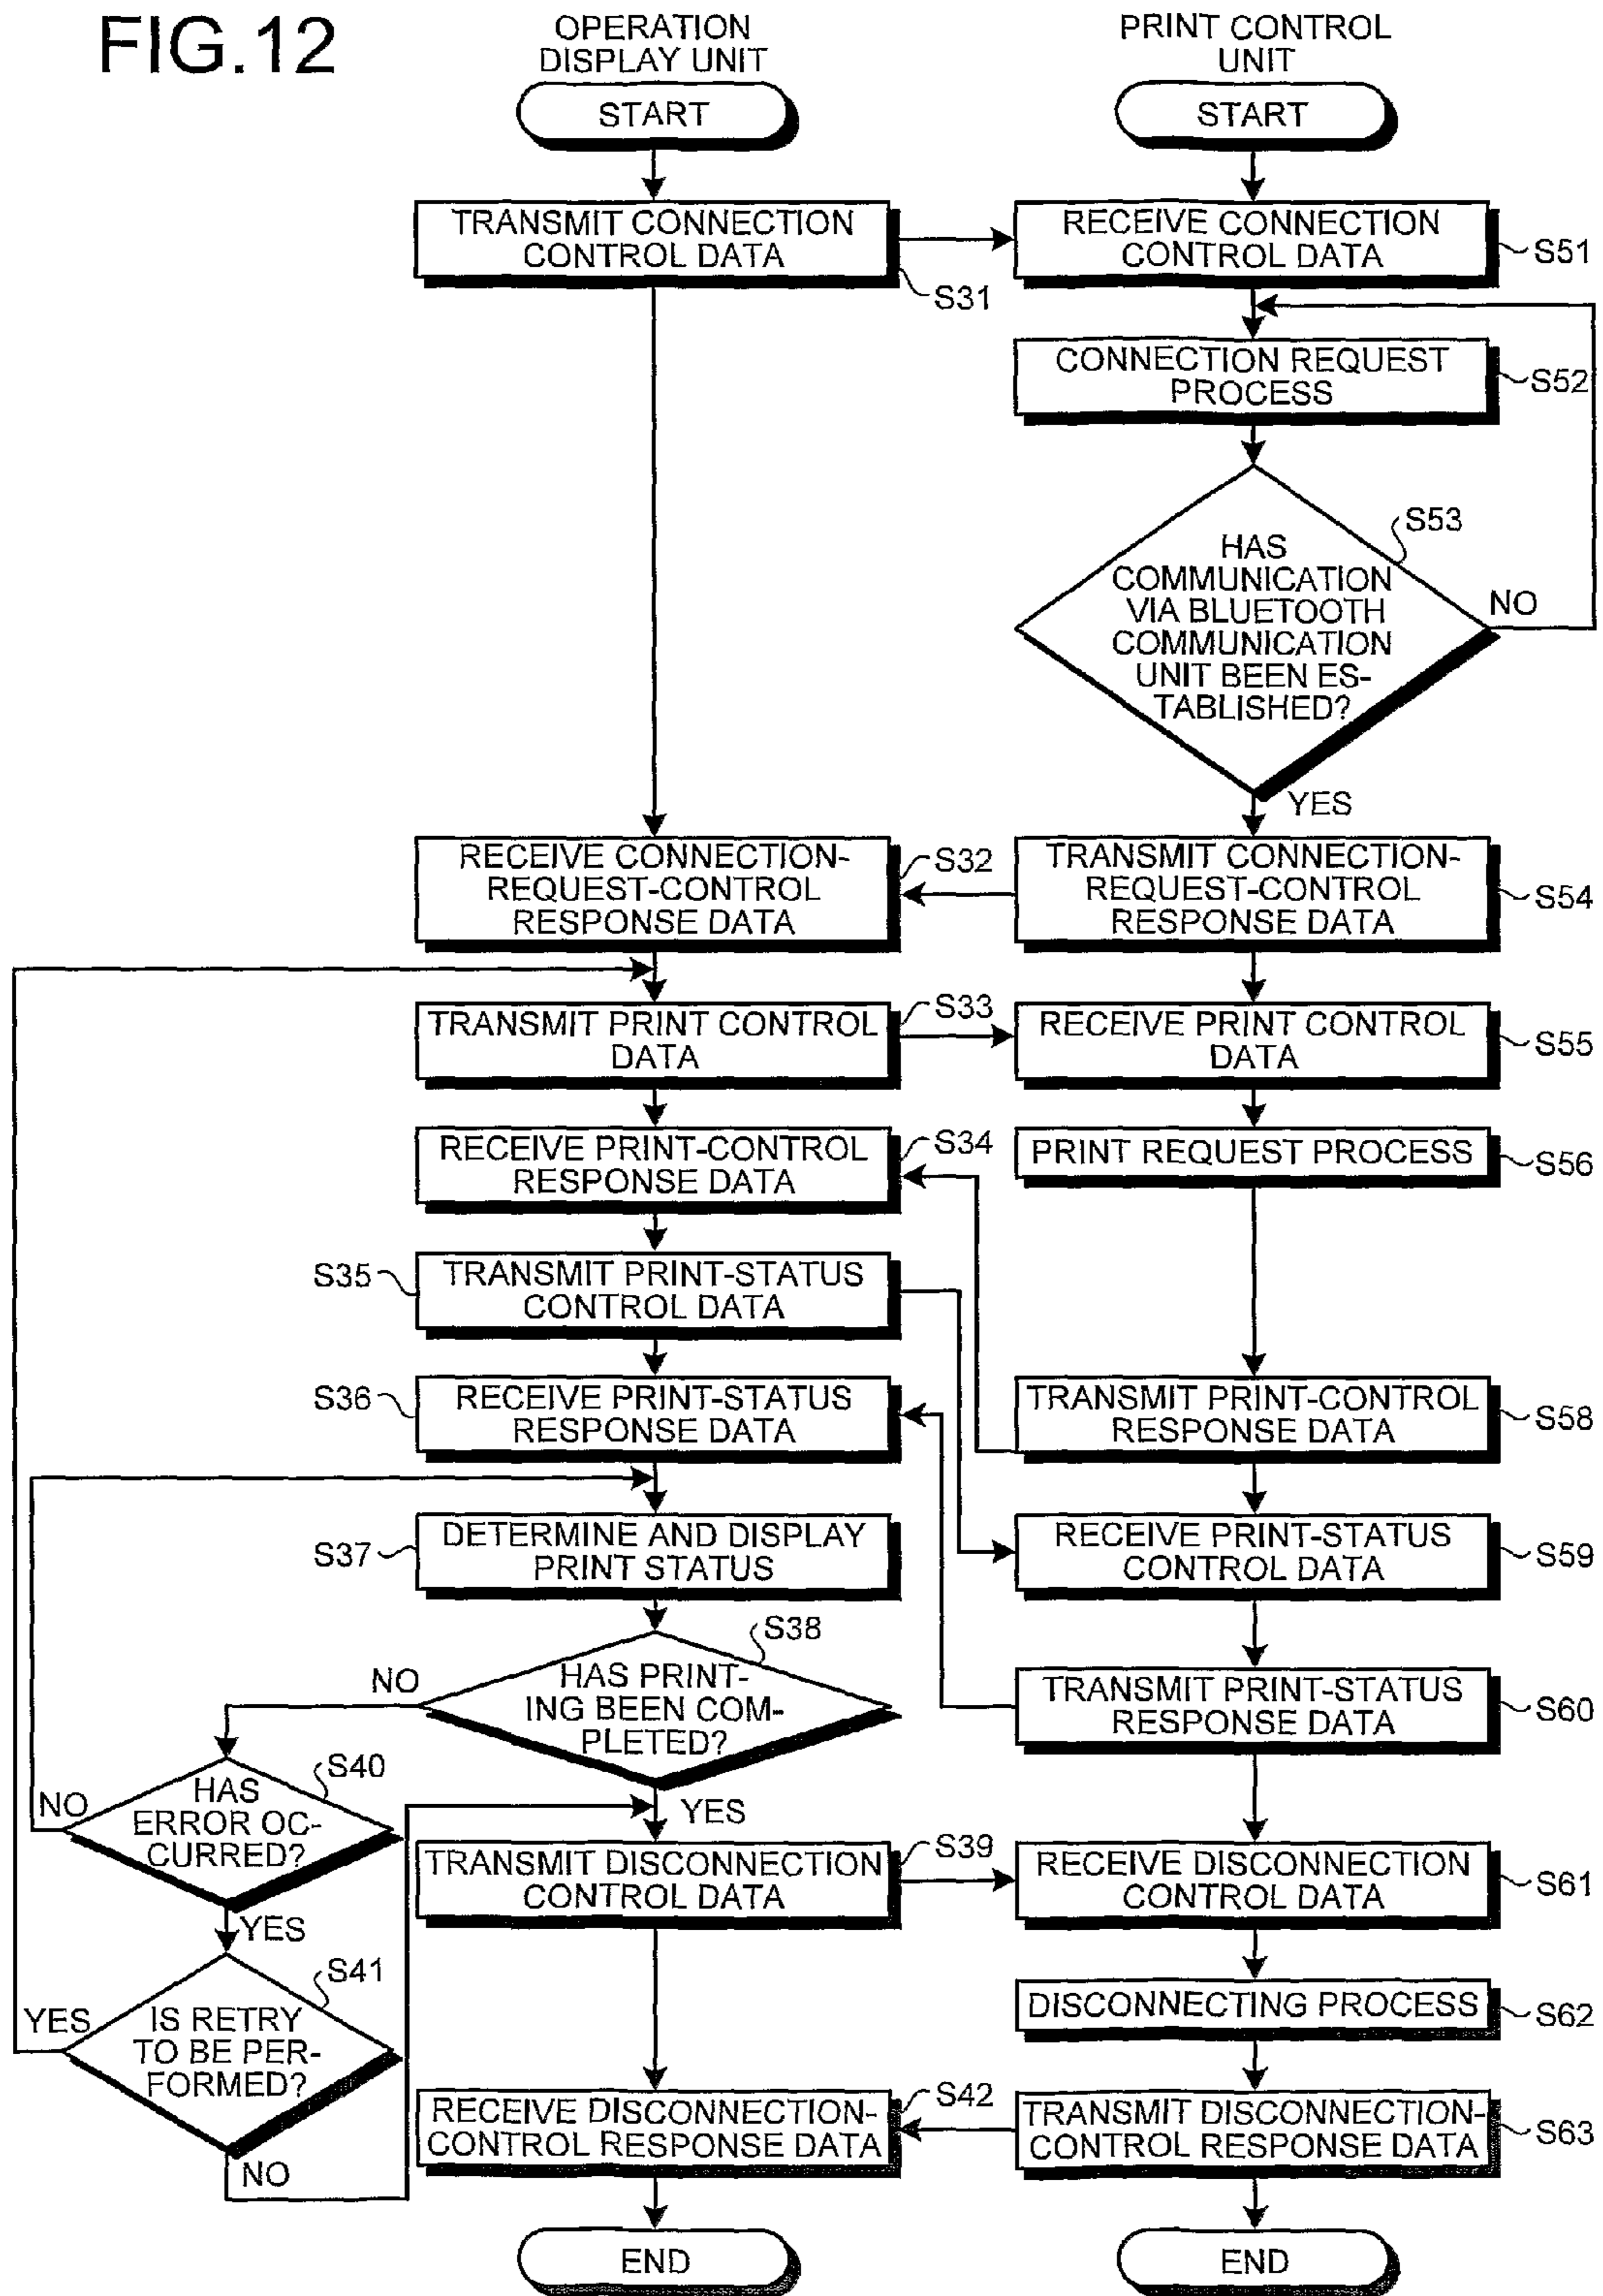 FIG.12
OPERATION
DISPLAY UNIT
PRINT CONTROL
UNIT
START
START
TRANSMIT CONNECTION
CONTROL DATA
S31
RECEIVE CONNECTION
CONTROL DATA
S51
CONNECTION REQUEST
PROCESS
S52
S53
HAS
COMMUNICATION
VIA BLUETOOTH
COMMUNICATION
UNIT BEEN ES-
TABLISHED?
NO
YES
RECEIVE CONNECTION-
REQUEST-CONTROL
RESPONSE DATA
S32
TRANSMIT CONNECTION-
REQUEST-CONTROL
RESPONSE DATA
S54
TRANSMIT PRINT CONTROL
DATA
S33
RECEIVE PRINT CONTROL
DATA
S55
RECEIVE PRINT-CONTROL
RESPONSE DATA
S34
PRINT REQUEST PROCESS
S56
S35
TRANSMIT PRINT-STATUS
CONTROL DATA
S36
RECEIVE PRINT-STATUS
RESPONSE DATA
TRANSMIT PRINT-CONTROL
RESPONSE DATA
S58
S37
DETERMINE AND DISPLAY
PRINT STATUS
RECEIVE PRINT-STATUS
CONTROL DATA
S59
S38
HAS PRINT-
ING BEEN COM-
PLETED?
NO
YES
TRANSMIT PRINT-STATUS
RESPONSE DATA
S60
S40
HAS
ERROR OC-
CURRED?
NO
YES
TRANSMIT DISCONNECTION
CONTROL DATA
S39
RECEIVE DISCONNECTION
CONTROL DATA
S61
S41
IS RETRY
TO BE PER-
FORMED?
YES
NO
DISCONNECTING PROCESS
S62
RECEIVE DISCONNECTION-
CONTROL RESPONSE DATA
S42
TRANSMIT DISCONNECTION-
CONTROL RESPONSE DATA
S63
END
END